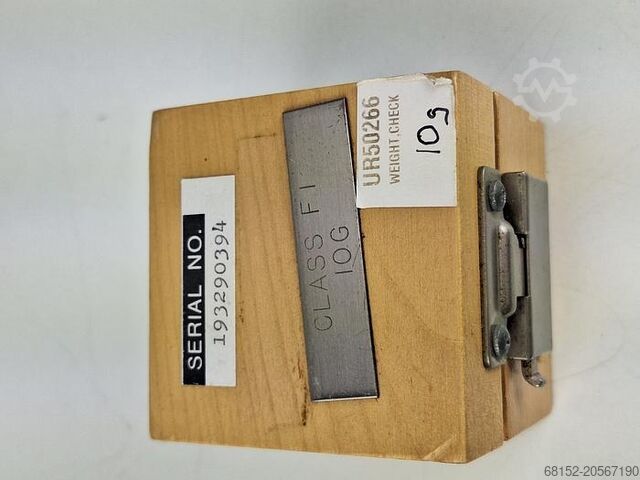 SERIAL NO.
193290394
CLASS F1
10G
UR50266
WEIGHT,CHECK
10g
68152-20567190